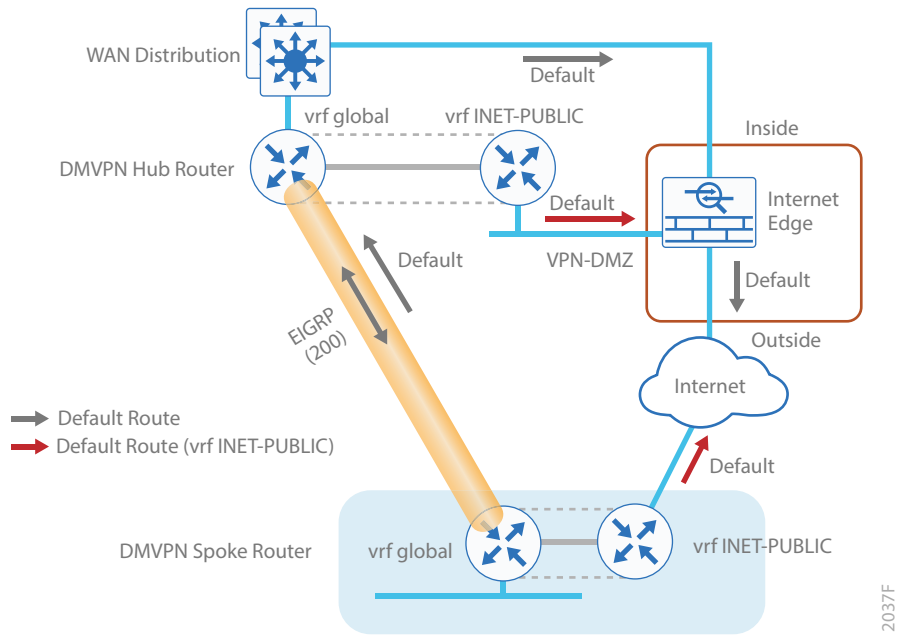 WAN Distribution
Default
vrf global
vrf INET-PUBLIC
Inside
DMVPN Hub Router
Default
Internet
Edge
VPN-DMZ
Default
Default
EIGRP
(200)
Outside
Internet
Default Route
Default Route (vrf INET-PUBLIC)
Default
DMVPN Spoke Router
vrf global
vrf INET-PUBLIC
2037F